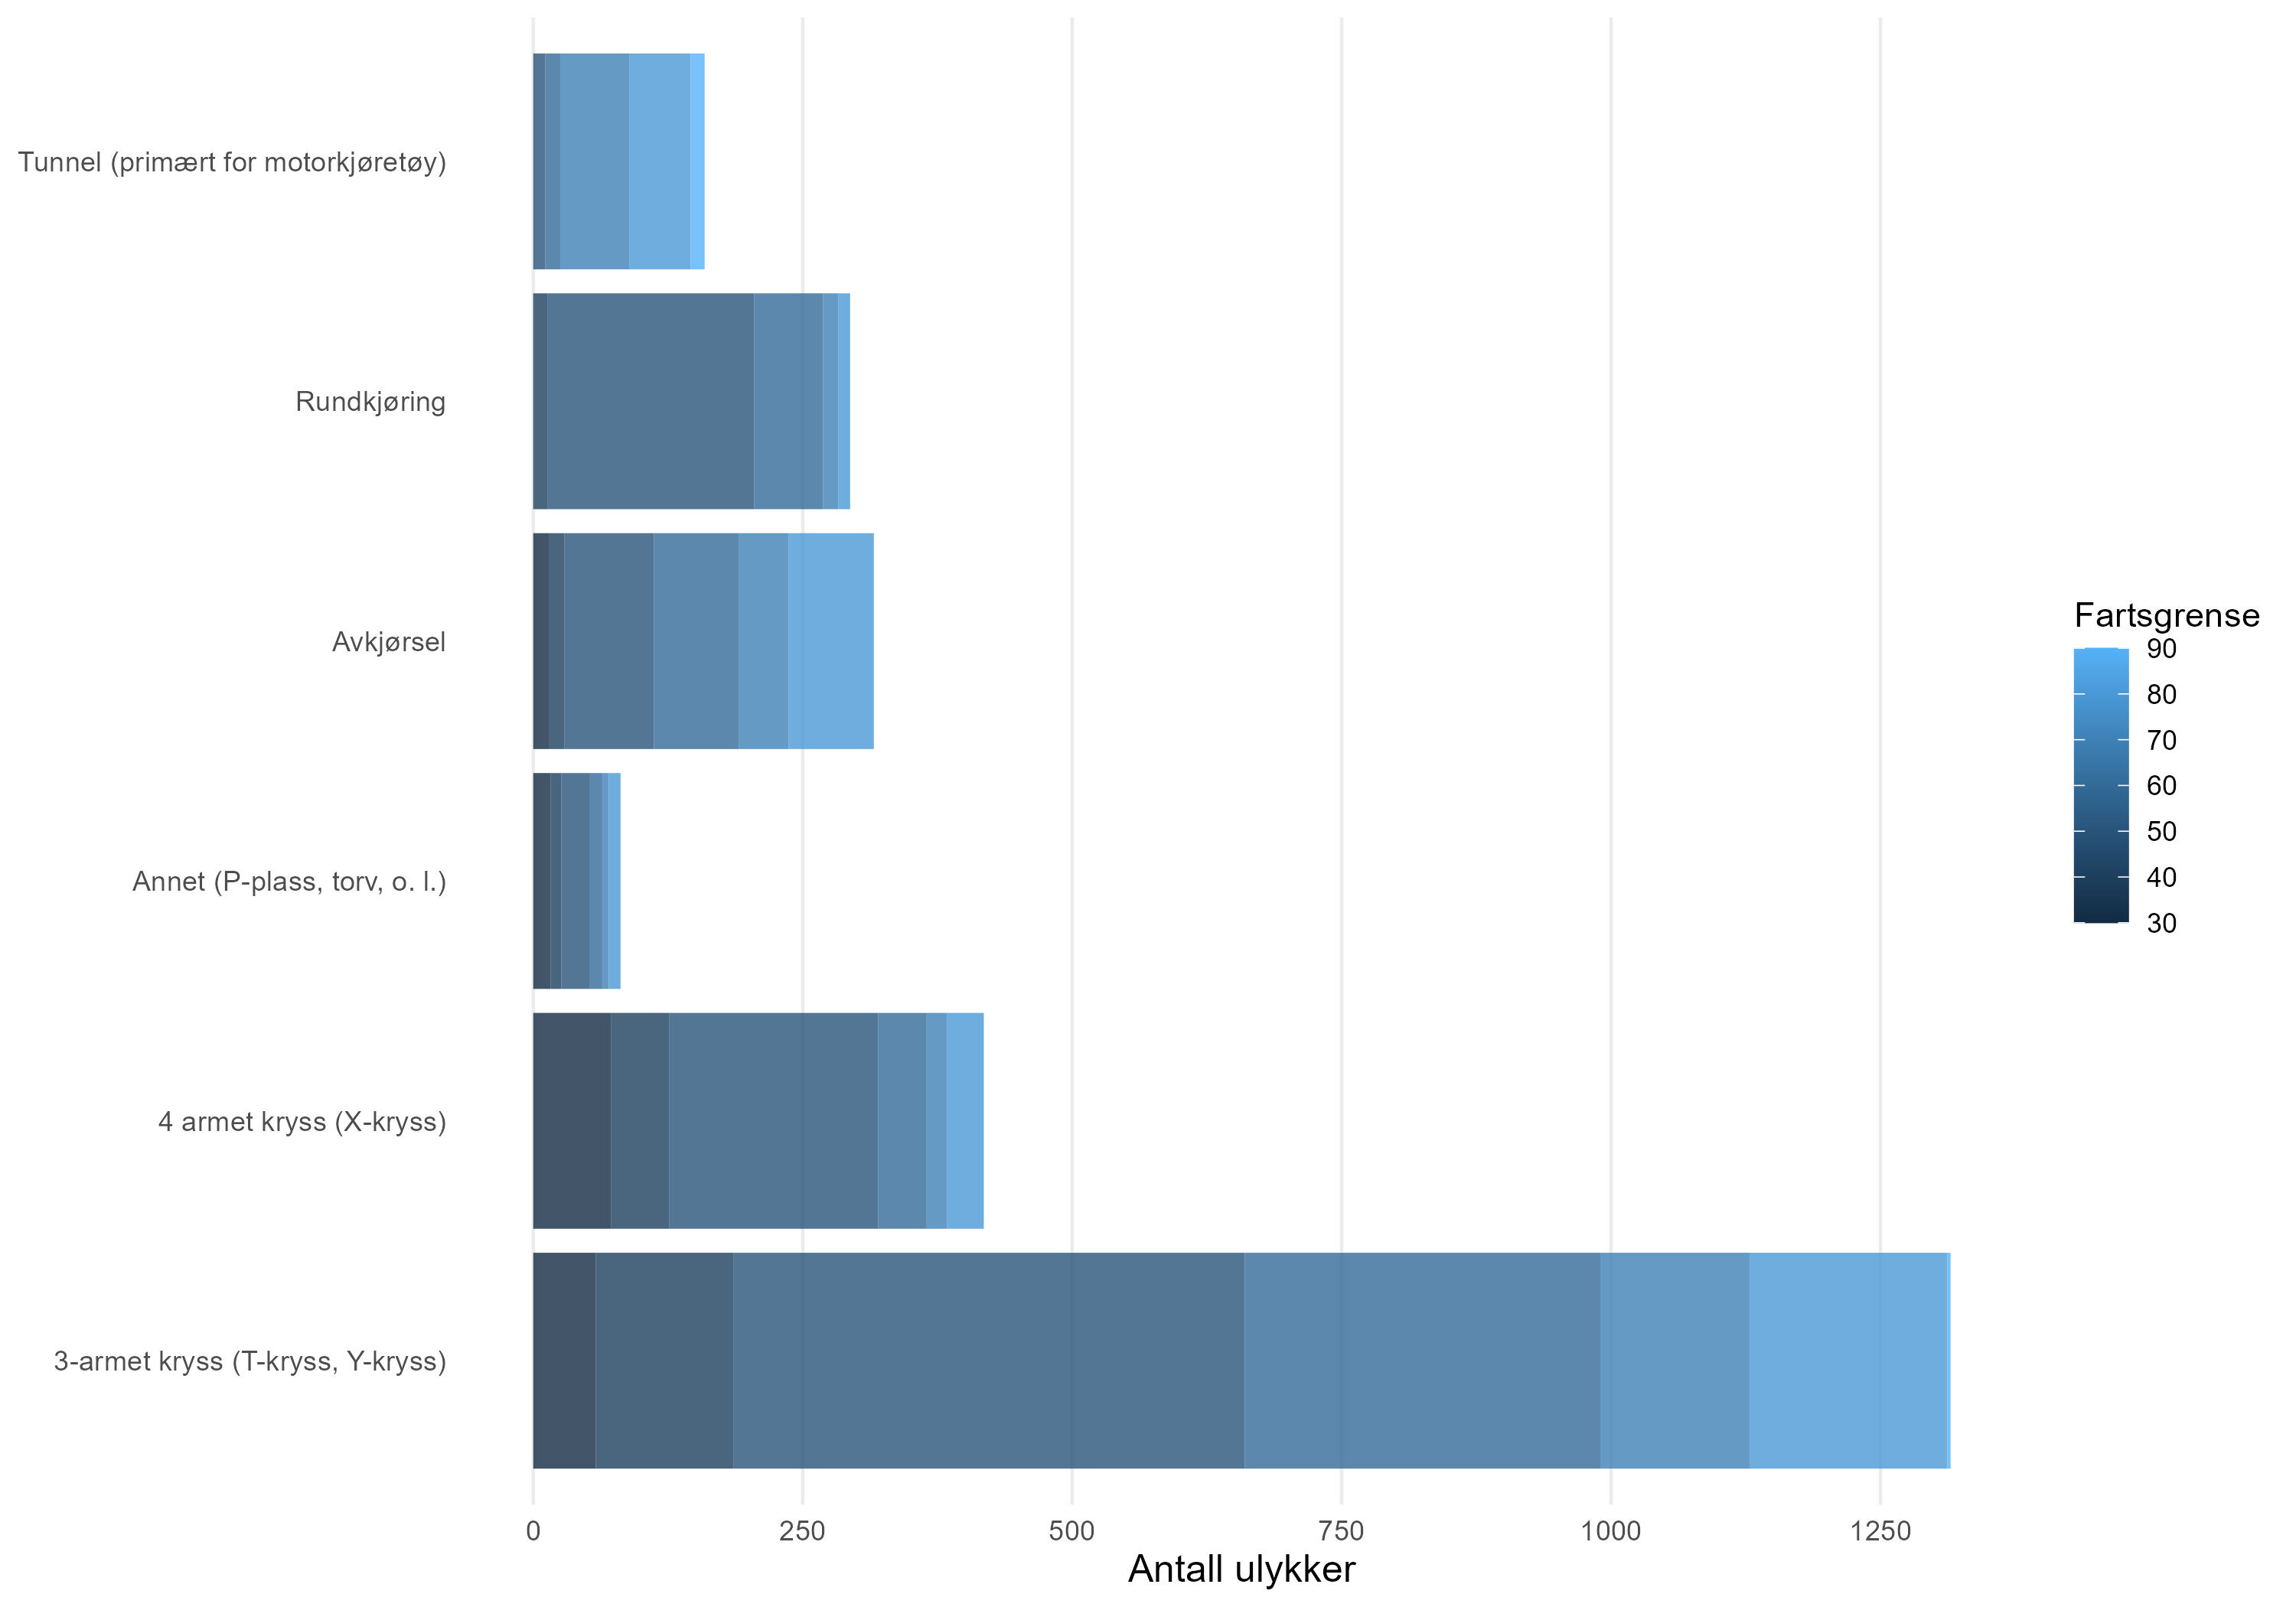 Tunnel (primært for motorkjøretøy)
Rundkjøring
Avkjørsel
Annet (P-plass, torv, o. l.)
4 armet kryss (X-kryss)
3-armet kryss (T-kryss, Y-kryss)
0 250 500 750 1000 1250
Antall ulykker
Fartsgrense
90
80
70
60
50
40
30